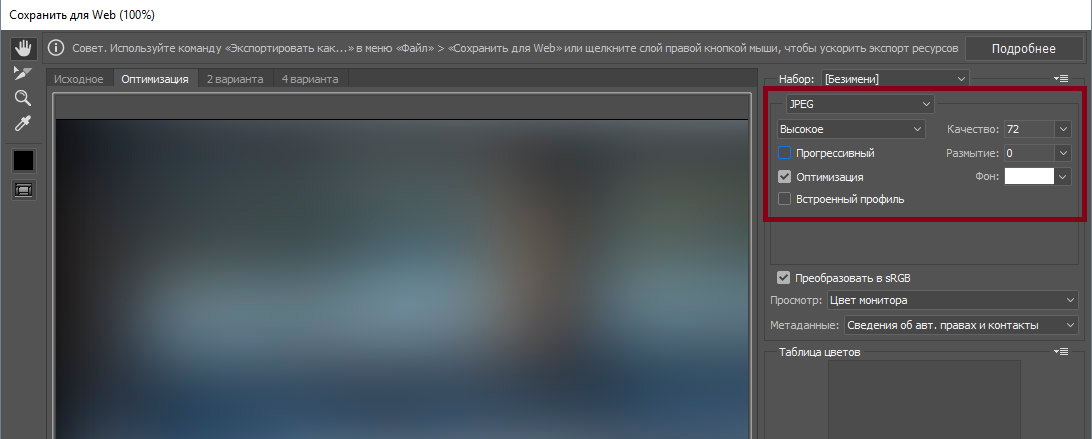 Сохранить для Web (100%)
Совет. Используйте команду «Экспортировать как...» в меню «Файл» > «Сохранить для Web» или щелкните слой правой кнопкой мыши, чтобы ускорить экспорт ресурсов
Подробнее
Исходное Оптимизация 2 варианта 4 варианта
Набор: [Безимени]
JPEG
Высокое Качество: 72
Прогрессивный Размытие: 0
Оптимизация Фон:
Встроенный профиль
Преобразовать в sRGB
Просмотр: Цвет монитора
Метаданные: Сведения об авт. правах и контакты
Таблица цветов